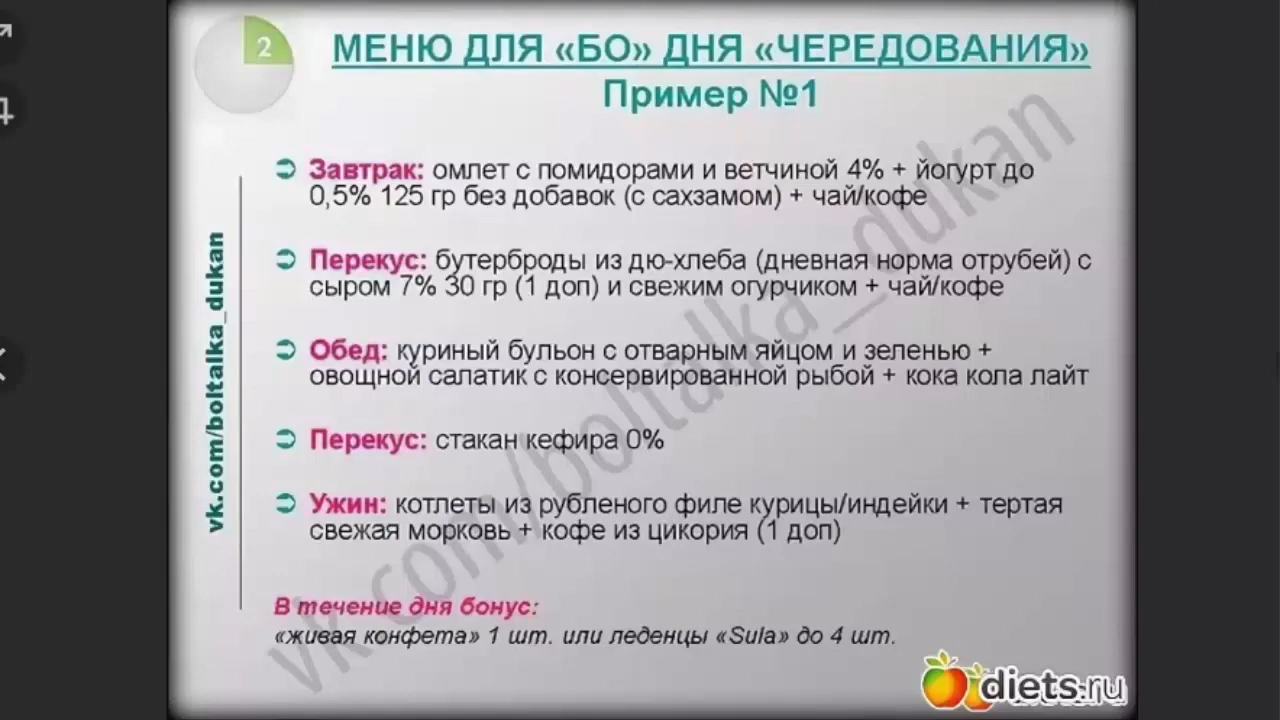 2
МЕНЮ ДЛЯ «БО» ДНЯ «ЧЕРЕДОВАНИЯ»
Пример №1
Завтрак: омлет с помидорами и ветчиной 4% + йогурт до
0,5% 125 гр без добавок (с сахзамом) + чай/кофе
Перекус: бутерброды из дю-хлеба (дневная норма отрубей) с
сыром 7% 30 гр (1 доп) и свежим огурчиком + чай/кофе
Обед: куриный бульон с отварным яйцом и зеленью +
овощной салатик с консервированной рыбой + кока кола лайт
Перекус: стакан кефира 0%
Ужин: котлеты из рубленого филе курицы/индейки + тертая
свежая морковь + кофе из цикория (1 доп)
В течение дня бонус:
«живая конфета» 1 шт. или леденцы «Sula» до 4 шт.
vk.com/boltalka_dukan
vk.com/boltalka_dukan
diets.ru